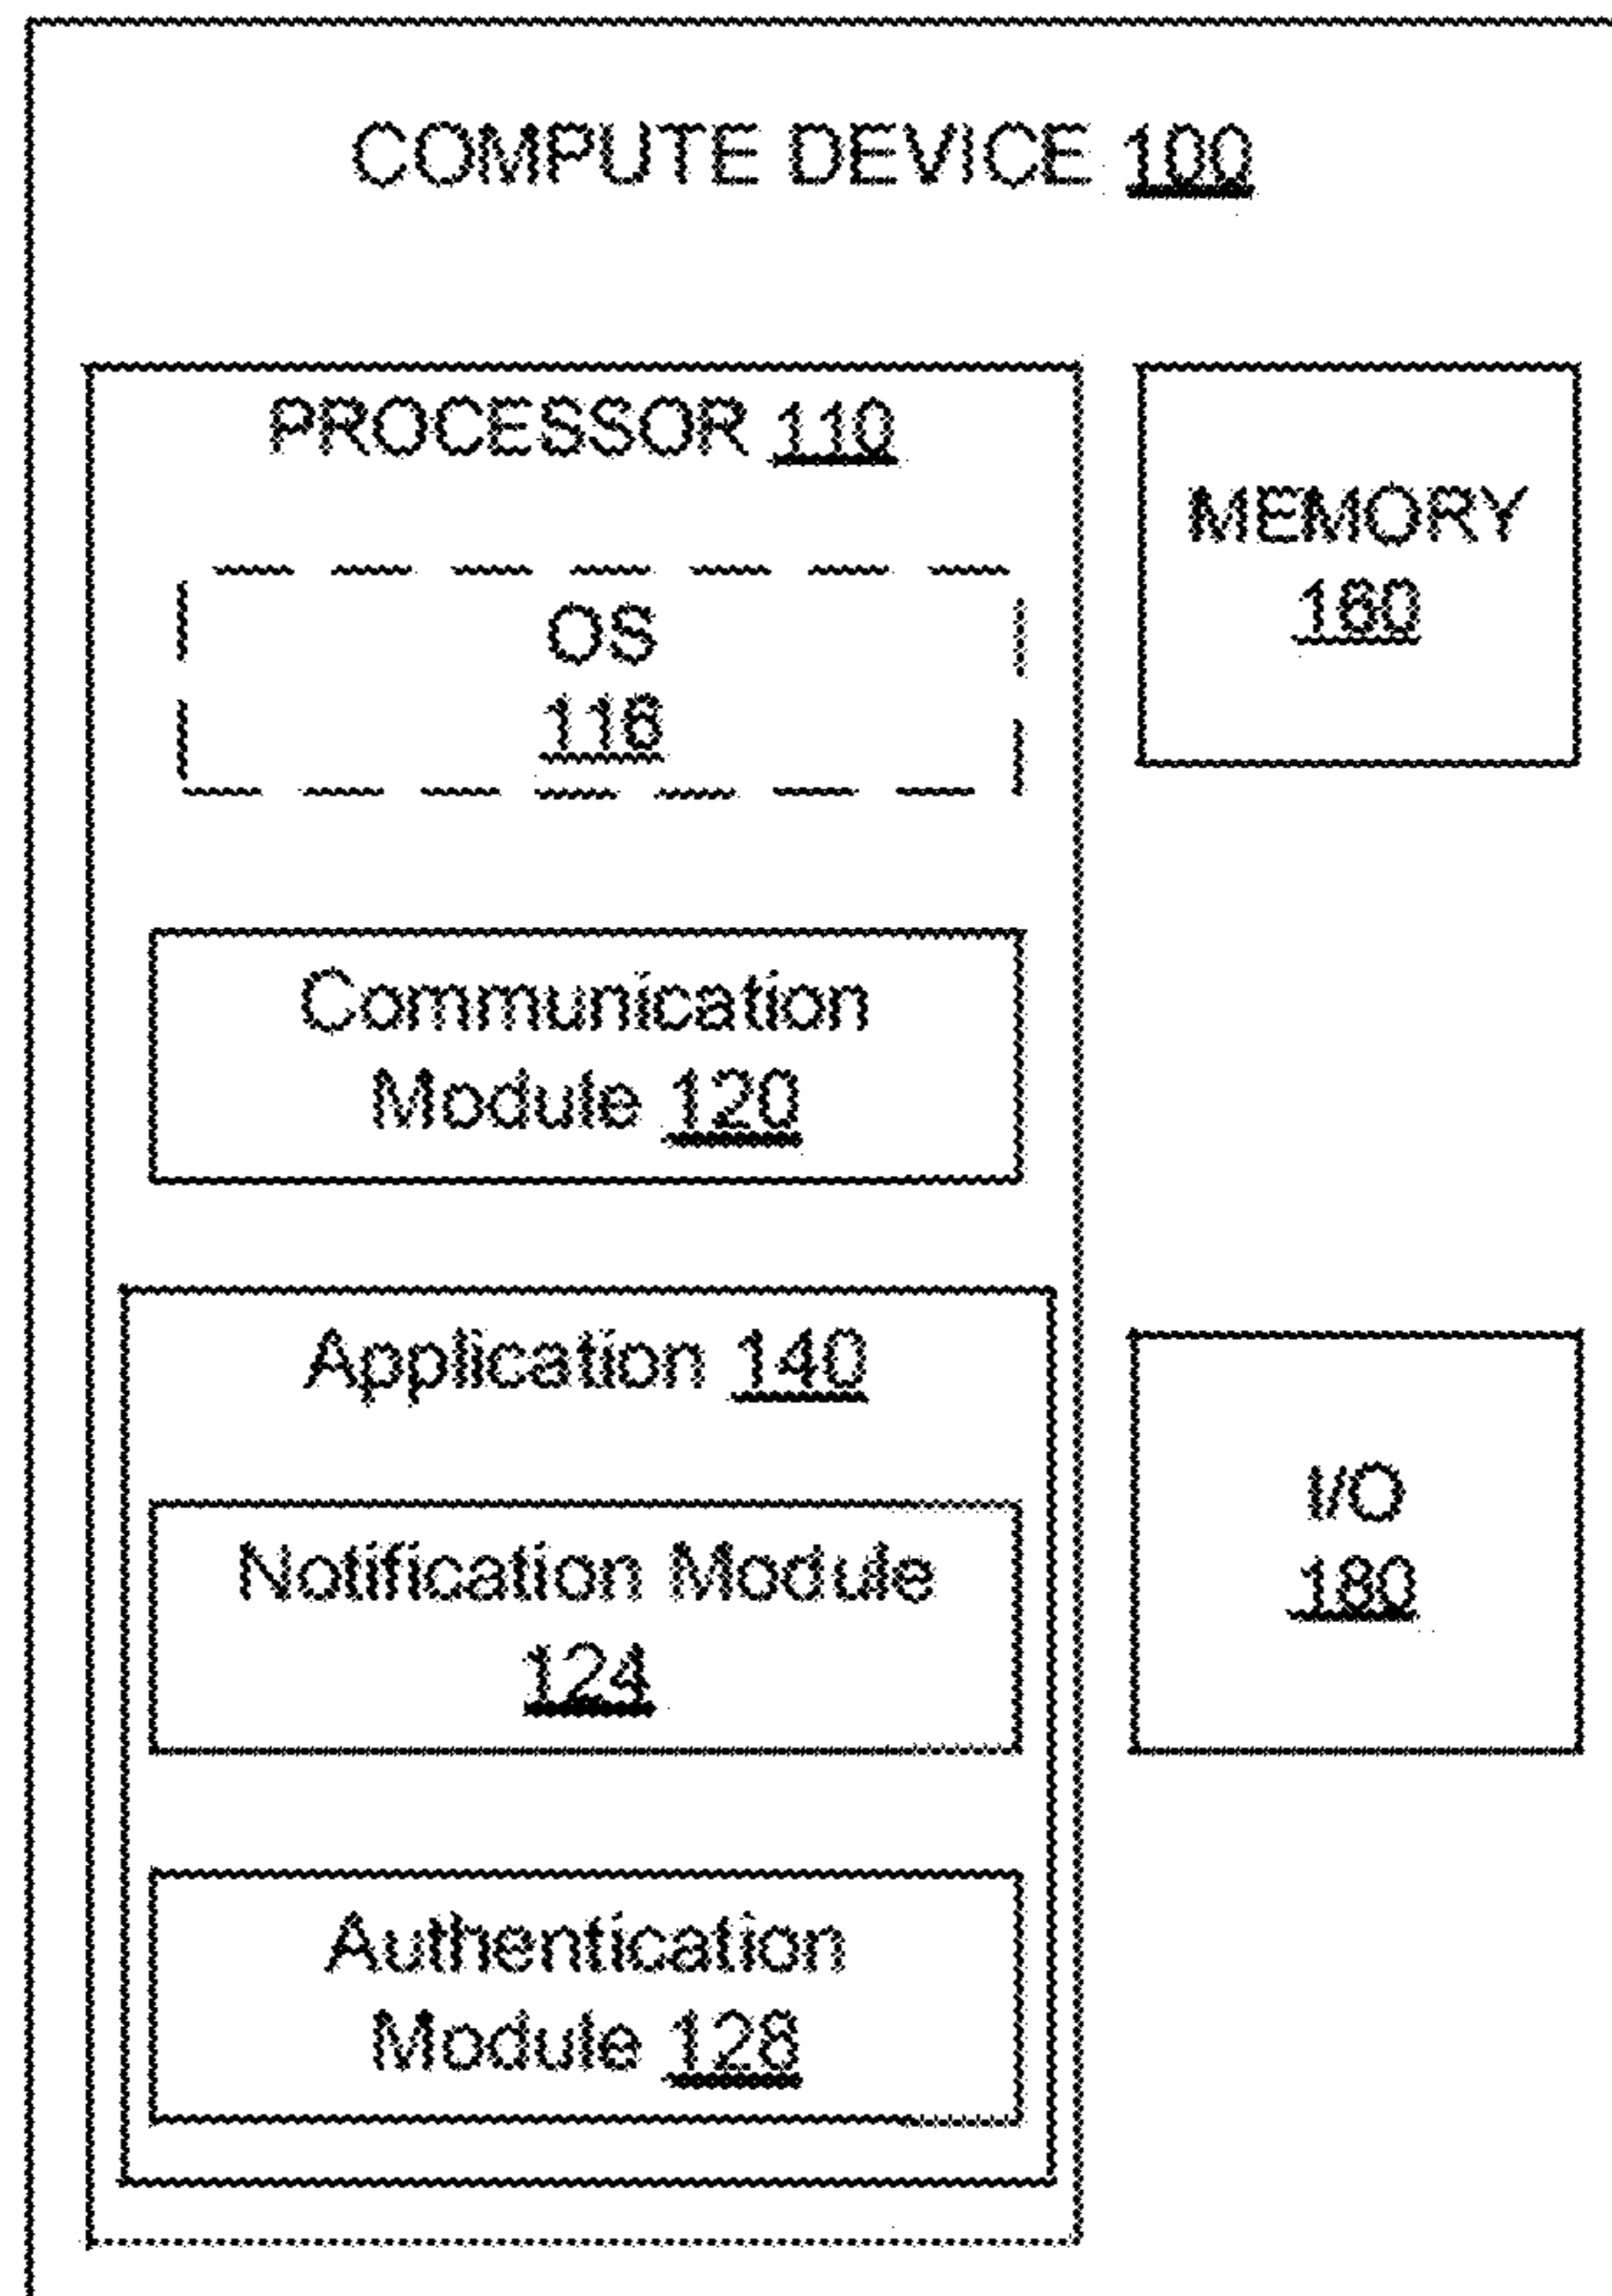 COMPUTE DEVICE 100
PROCESSOR 110
OS
116
Communication
Module 120
Application 140
Notification Module
124
Authentication
Module 128
MEMORY
160
I/O
180